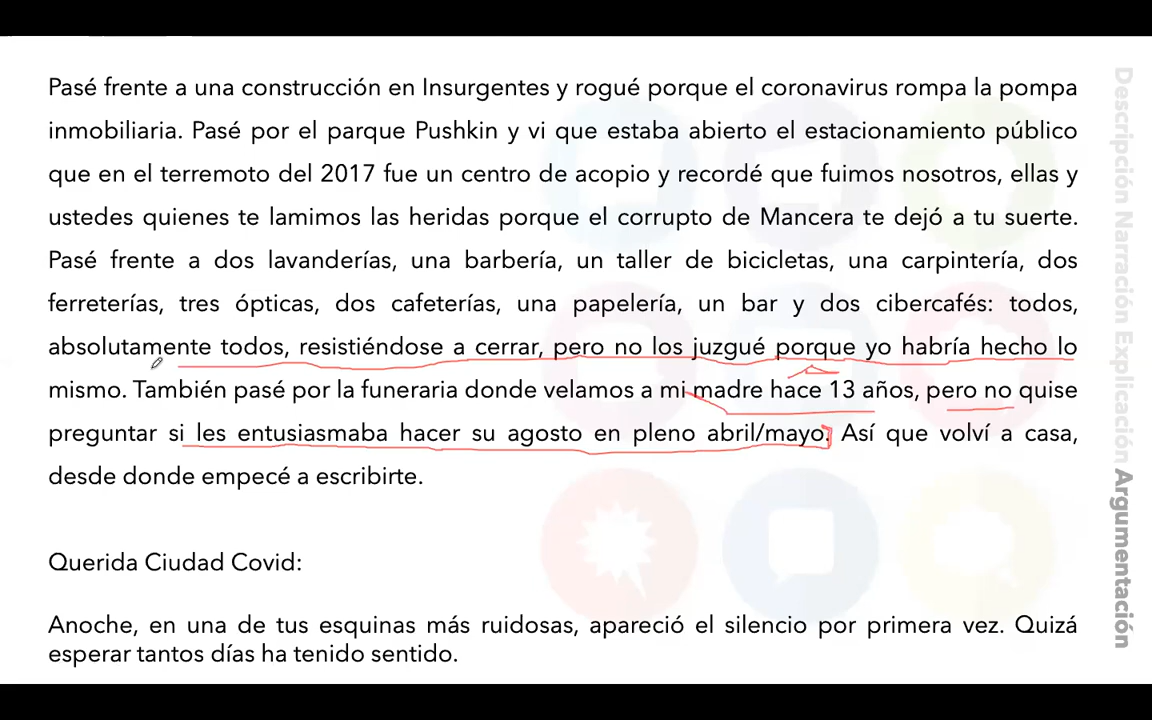 Pasé frente a una construcción en Insurgentes y rogué porque el coronavirus rompa la pompa
inmobiliaria. Pasé por el parque Pushkin y vi que estaba abierto el estacionamiento público
que en el terremoto del 2017 fue un centro de acopio y recordé que fuimos nosotros, ellas y
ustedes quienes te lamimos las heridas porque el corrupto de Mancera te dejó a tu suerte.
Pasé frente a dos lavanderías, una barbería, un taller de bicicletas, una carpintería, dos
ferreterías, tres ópticas, dos cafeterías, una papelería, un bar y dos cibercafés: todos,
absolutamente todos, resistiéndose a cerrar, pero no los juzgué porque yo habría hecho lo
mismo. También pasé por la funeraria donde velamos a mi madre hace 13 años, pero no quise
preguntar si les entusiasmaba hacer su agosto en pleno abril/mayo. Así que volví a casa,
desde donde empecé a escribirte.
Querida Ciudad Covid:
Anoche, en una de tus esquinas más ruidosas, apareció el silencio por primera vez. Quizá
esperar tantos días ha tenido sentido.
Descripción Narración Explicación Argumentación